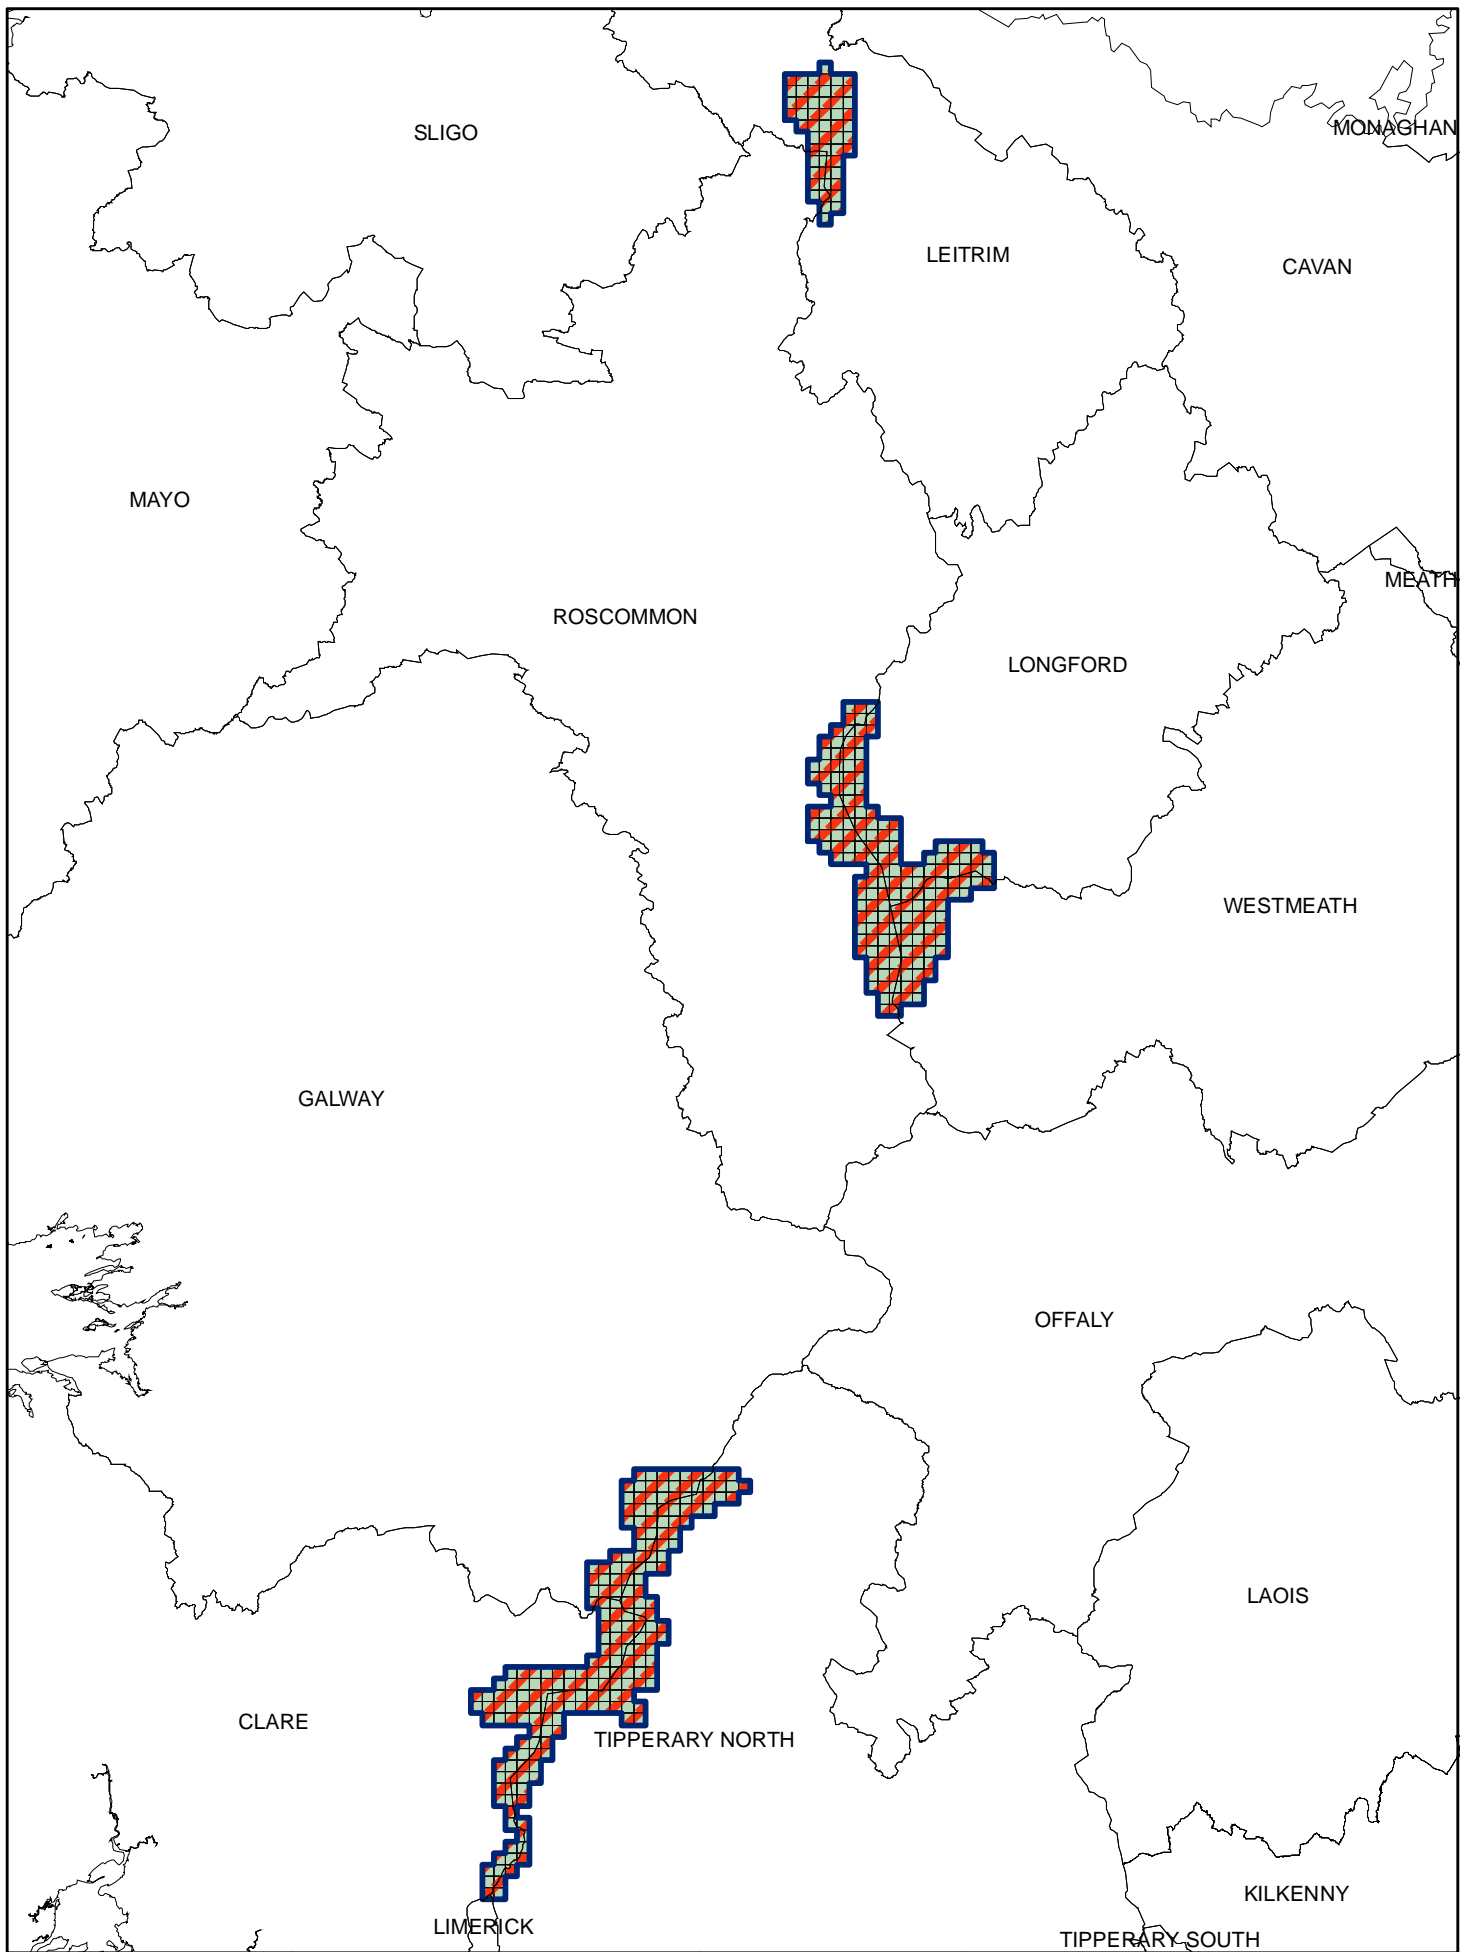 MONAGHAN
SLIGO
LEITRIM
CAVAN
MAYO
MEATH
ROSCOMMON
LONGFORD
WESTMEATH
GALWAY
OFFALY
LAOIS
CLARE
TIPPERARY NORTH
KILKENNY
LIMERICK
TIPPERARY SOUTH